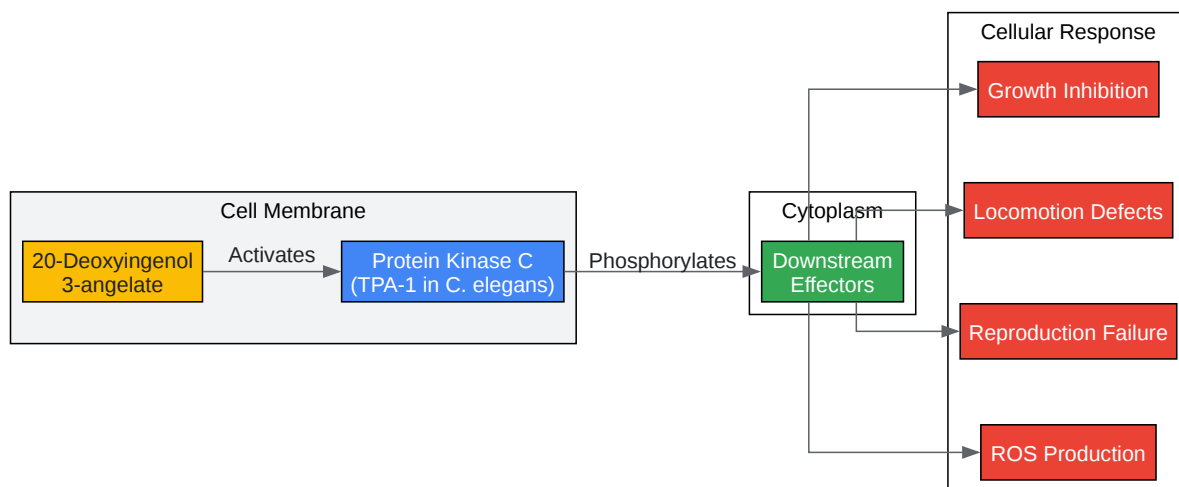 Cellular Response
Growth Inhibition
Cell Membrane
Cytoplasm
Locomotion Defects
20-Deoxyingenol
3-angelate
Activates
Protein Kinase C
(TPA-1 in C. elegans)
Phosphorylates
Downstream
Effectors
Reproduction Failure
ROS Production